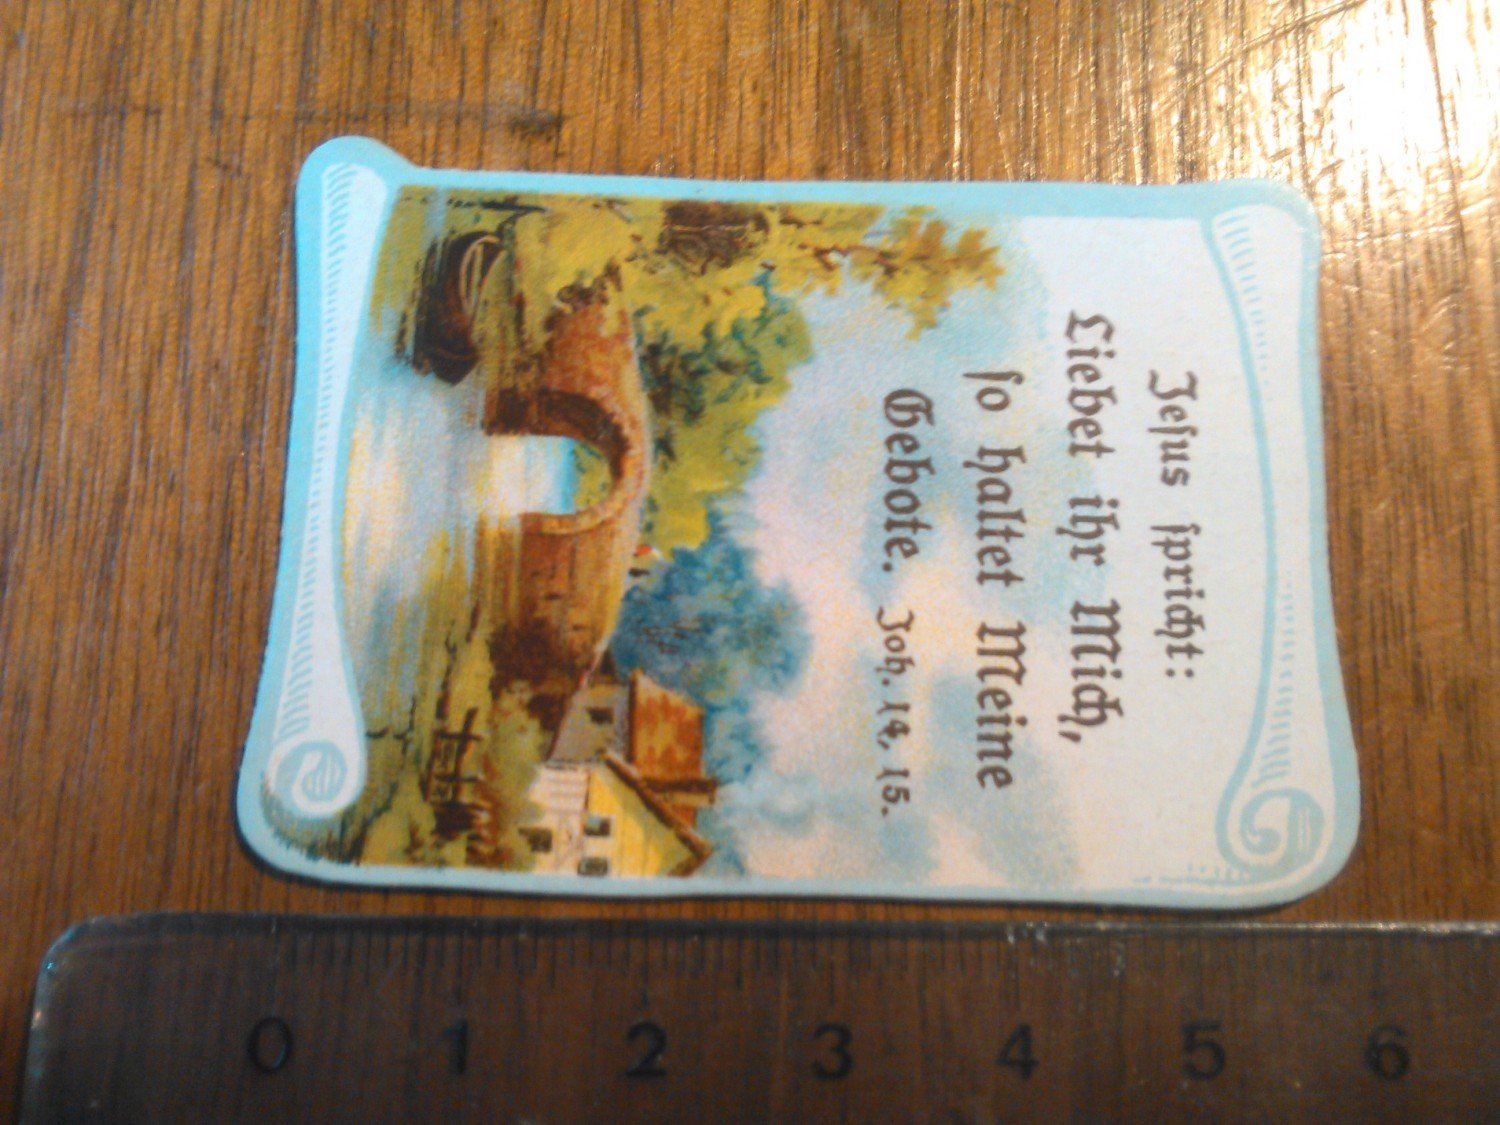 Jeſus ſpricht:
Liebet ihr Mich,
ſo haltet Meine
Gebote. Joh. 14, 15.
0 1 2 3 4 5 6